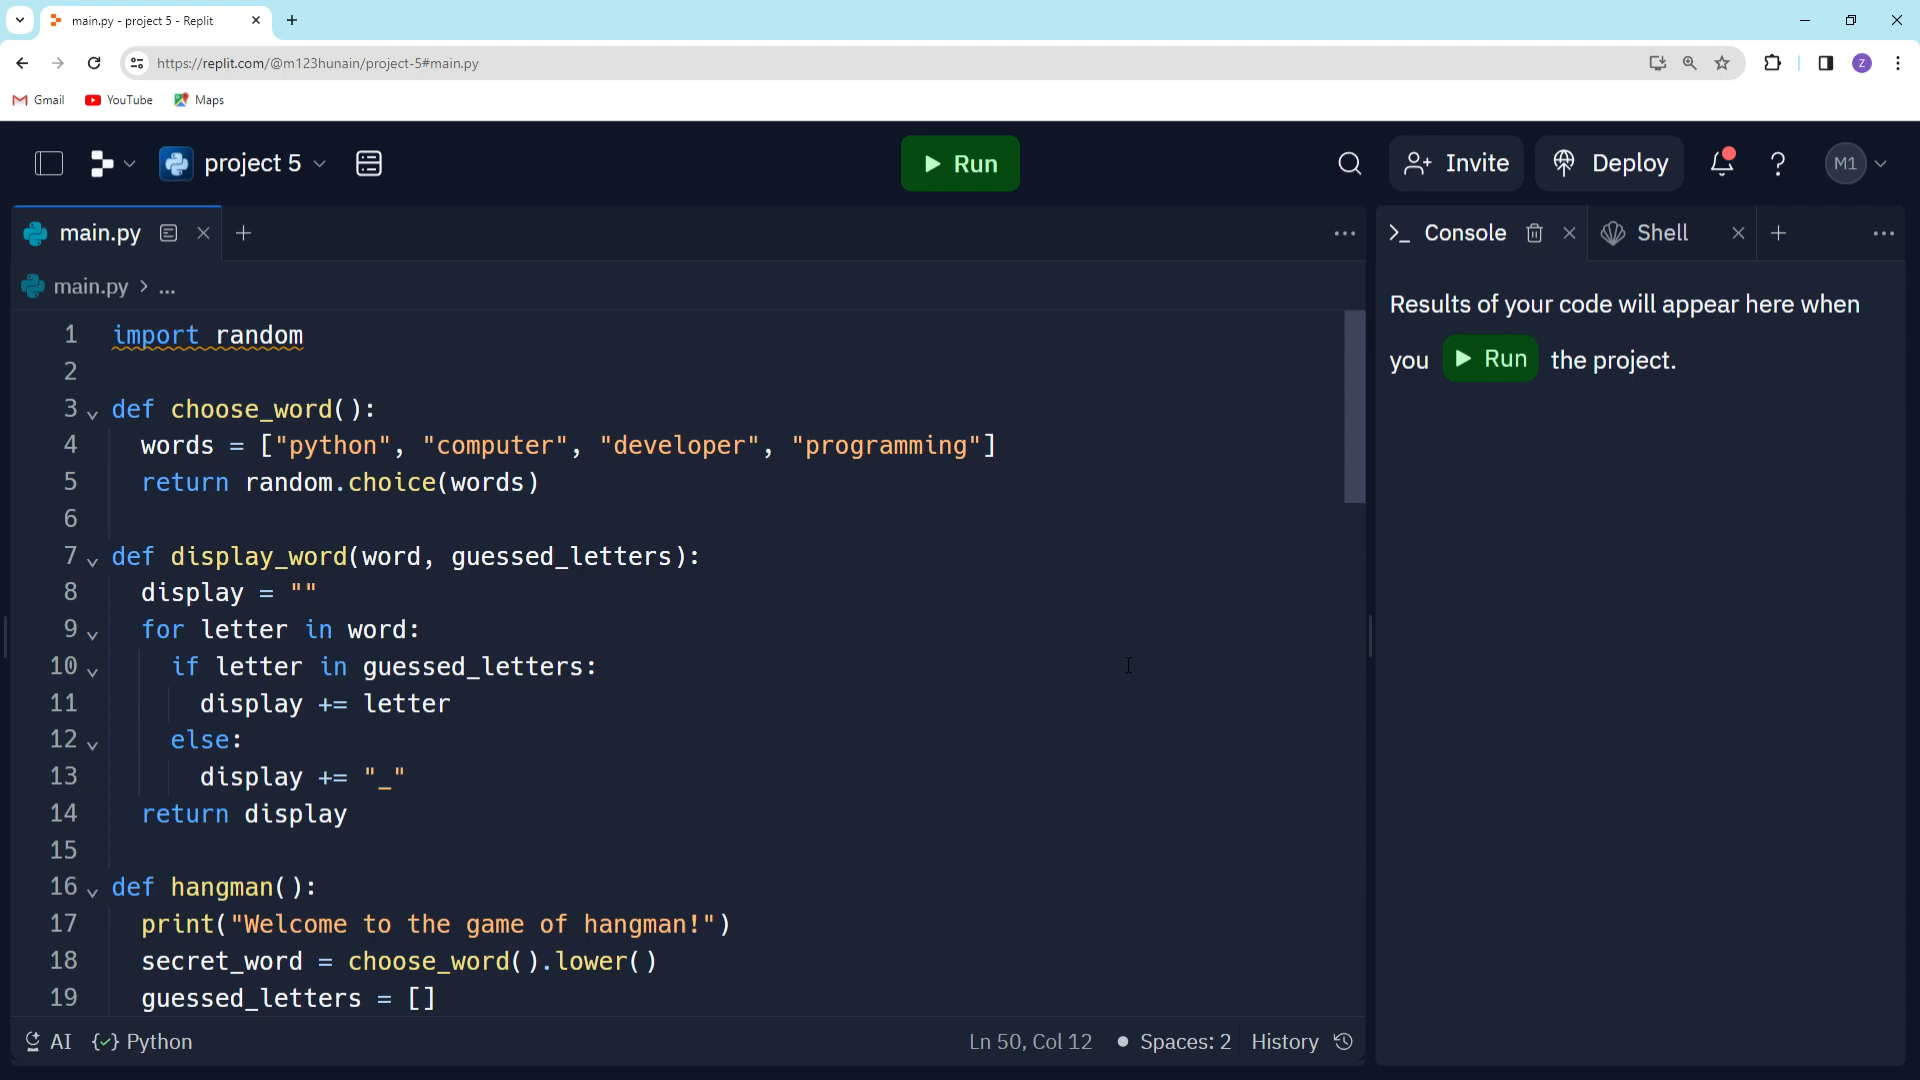 main.py - project 5 - Replit
https://replit.com/@m123hunain/project-5#main.py
Z
Gmail YouTube Maps
project 5
Run
Invite
Deploy
M1
main.py
Console
Shell
main.py > ...
Results of your code will appear here when
you Run the project.
1 import random
2
3 def choose_word():
4 words = ["python", "computer", "developer", "programming"]
5 return random.choice(words)
6
7 def display_word(word, guessed_letters):
8 display = ""
9 for letter in word:
10 if letter in guessed_letters:
11 display += letter
12 else:
13 display += "_"
14 return display
15
16 def hangman():
17 print("Welcome to the game of hangman!")
18 secret_word = choose_word().lower()
19 guessed_letters = []
AI {} Python Ln 50, Col 12 Spaces: 2 History